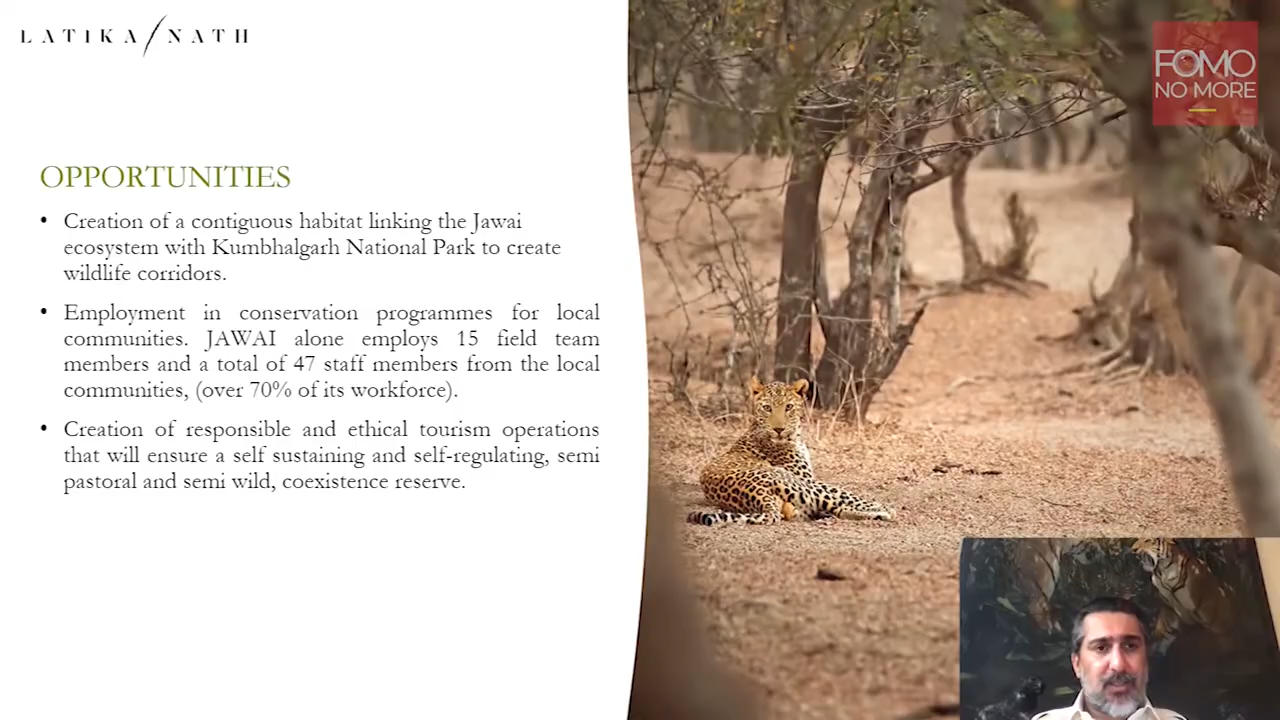 LATIKA/NATH
FOMO
NO MORE
OPPORTUNITIES
• Creation of a contiguous habitat linking the Jawai
ecosystem with Kumbhalgarh National Park to create
wildlife corridors.
• Employment in conservation programmes for local
communities. JAWAI alone employs 15 field team
members and a total of 47 staff members from the local
communities, (over 70% of its workforce).
• Creation of responsible and ethical tourism operations
that will ensure a self sustaining and self-regulating, semi
pastoral and semi wild, coexistence reserve.